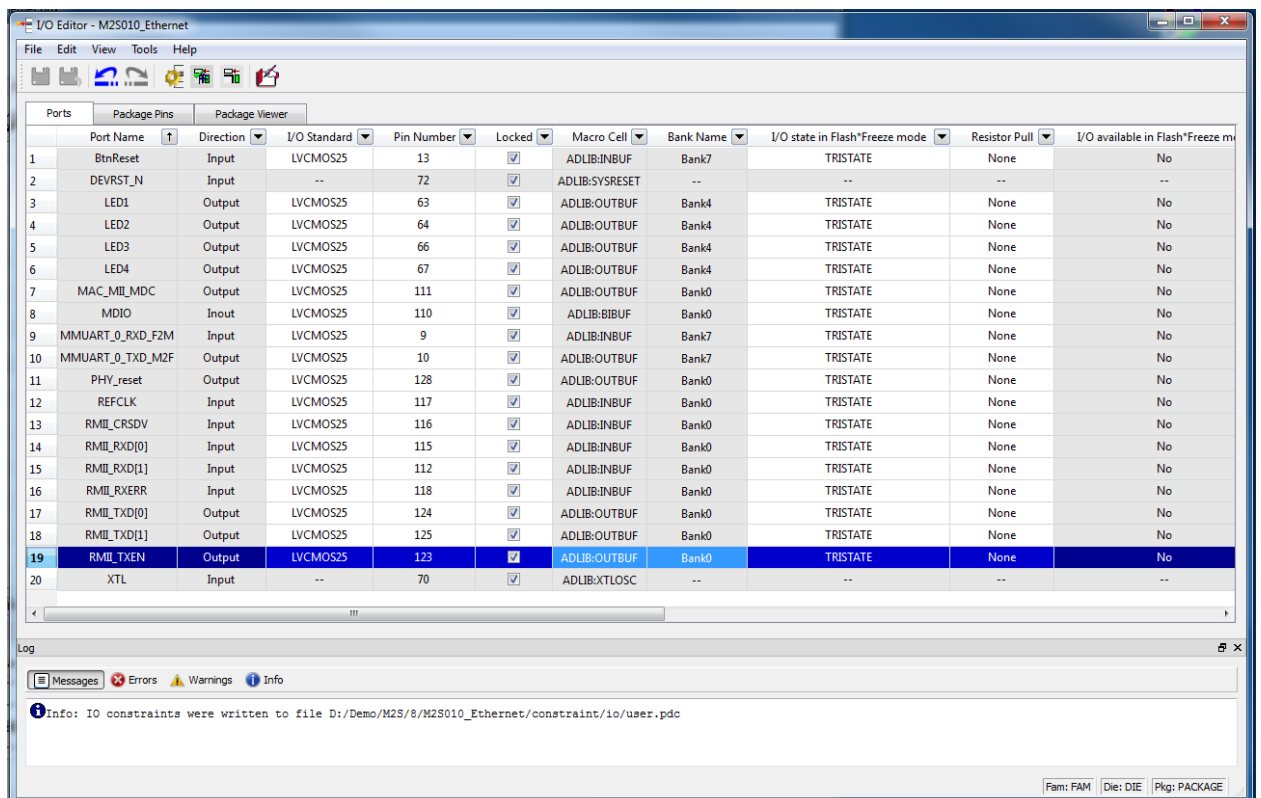 I/O Editor - M2S010_Ethernet
File Edit View Tools Help
Ports Package Pins Package Viewer
Port Name Direction I/O Standard Pin Number Locked Macro Cell Bank Name I/O state in Flash*Freeze mode Resistor Pull I/O available in Flash*Freeze m
1 BtnReset Input LVCMOS25 13 ADLIB:INBUF Bank7 TRISTATE None No
2 DEVRST_N Input -- 72 ADLIB:SYSRESET -- -- -- --
3 LED1 Output LVCMOS25 63 ADLIB:OUTBUF Bank4 TRISTATE None No
4 LED2 Output LVCMOS25 64 ADLIB:OUTBUF Bank4 TRISTATE None No
5 LED3 Output LVCMOS25 66 ADLIB:OUTBUF Bank4 TRISTATE None No
6 LED4 Output LVCMOS25 67 ADLIB:OUTBUF Bank4 TRISTATE None No
7 MAC_MII_MDC Output LVCMOS25 111 ADLIB:OUTBUF Bank0 TRISTATE None No
8 MDIO Inout LVCMOS25 110 ADLIB:BIBUF Bank0 TRISTATE None No
9 MMUART_0_RXD_F2M Input LVCMOS25 9 ADLIB:INBUF Bank7 TRISTATE None No
10 MMUART_0_TXD_M2F Output LVCMOS25 10 ADLIB:OUTBUF Bank7 TRISTATE None No
11 PHY_reset Output LVCMOS25 128 ADLIB:OUTBUF Bank0 TRISTATE None No
12 REFCLK Input LVCMOS25 117 ADLIB:INBUF Bank0 TRISTATE None No
13 RMII_CRSDV Input LVCMOS25 116 ADLIB:INBUF Bank0 TRISTATE None No
14 RMII_RXD[0] Input LVCMOS25 115 ADLIB:INBUF Bank0 TRISTATE None No
15 RMII_RXD[1] Input LVCMOS25 112 ADLIB:INBUF Bank0 TRISTATE None No
16 RMII_RXERR Input LVCMOS25 118 ADLIB:INBUF Bank0 TRISTATE None No
17 RMII_TXD[0] Output LVCMOS25 124 ADLIB:OUTBUF Bank0 TRISTATE None No
18 RMII_TXD[1] Output LVCMOS25 125 ADLIB:OUTBUF Bank0 TRISTATE None No
19 RMII_TXEN Output LVCMOS25 123 ADLIB:OUTBUF Bank0 TRISTATE None No
20 XTL Input -- 70 ADLIB:XTLOSC -- -- -- --
Log
Messages Errors Warnings Info
Info: IO constraints were written to file D:/Demo/M2S/8/M2S010_Ethernet/constraint/io/user.pdc
Fam: FAM Die: DIE Pkg: PACKAGE